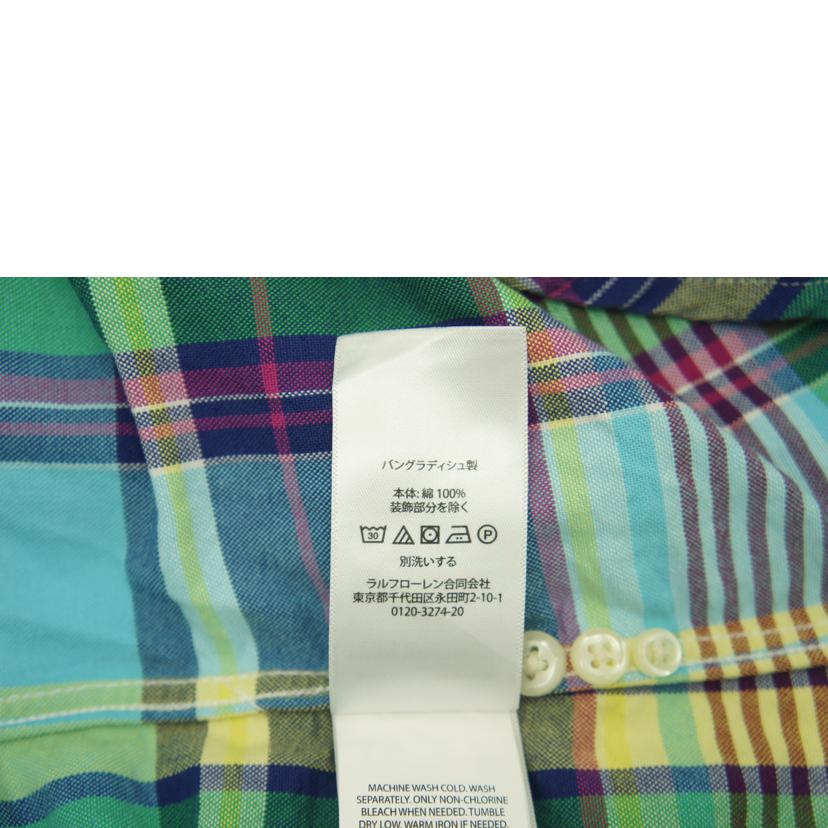 バングラディシュ製
本体: 綿 100%
装飾部分を除く
30 P
別洗いする
ラルフローレン合同会社
東京都千代田区永田町2-10-1
0120-3274-20
MACHINE WASH COLD. WASH
SEPARATELY. ONLY NON-CHLORINE
BLEACH WHEN NEEDED. TUMBLE
DRY LOW. WARM IRON IF NEEDED.